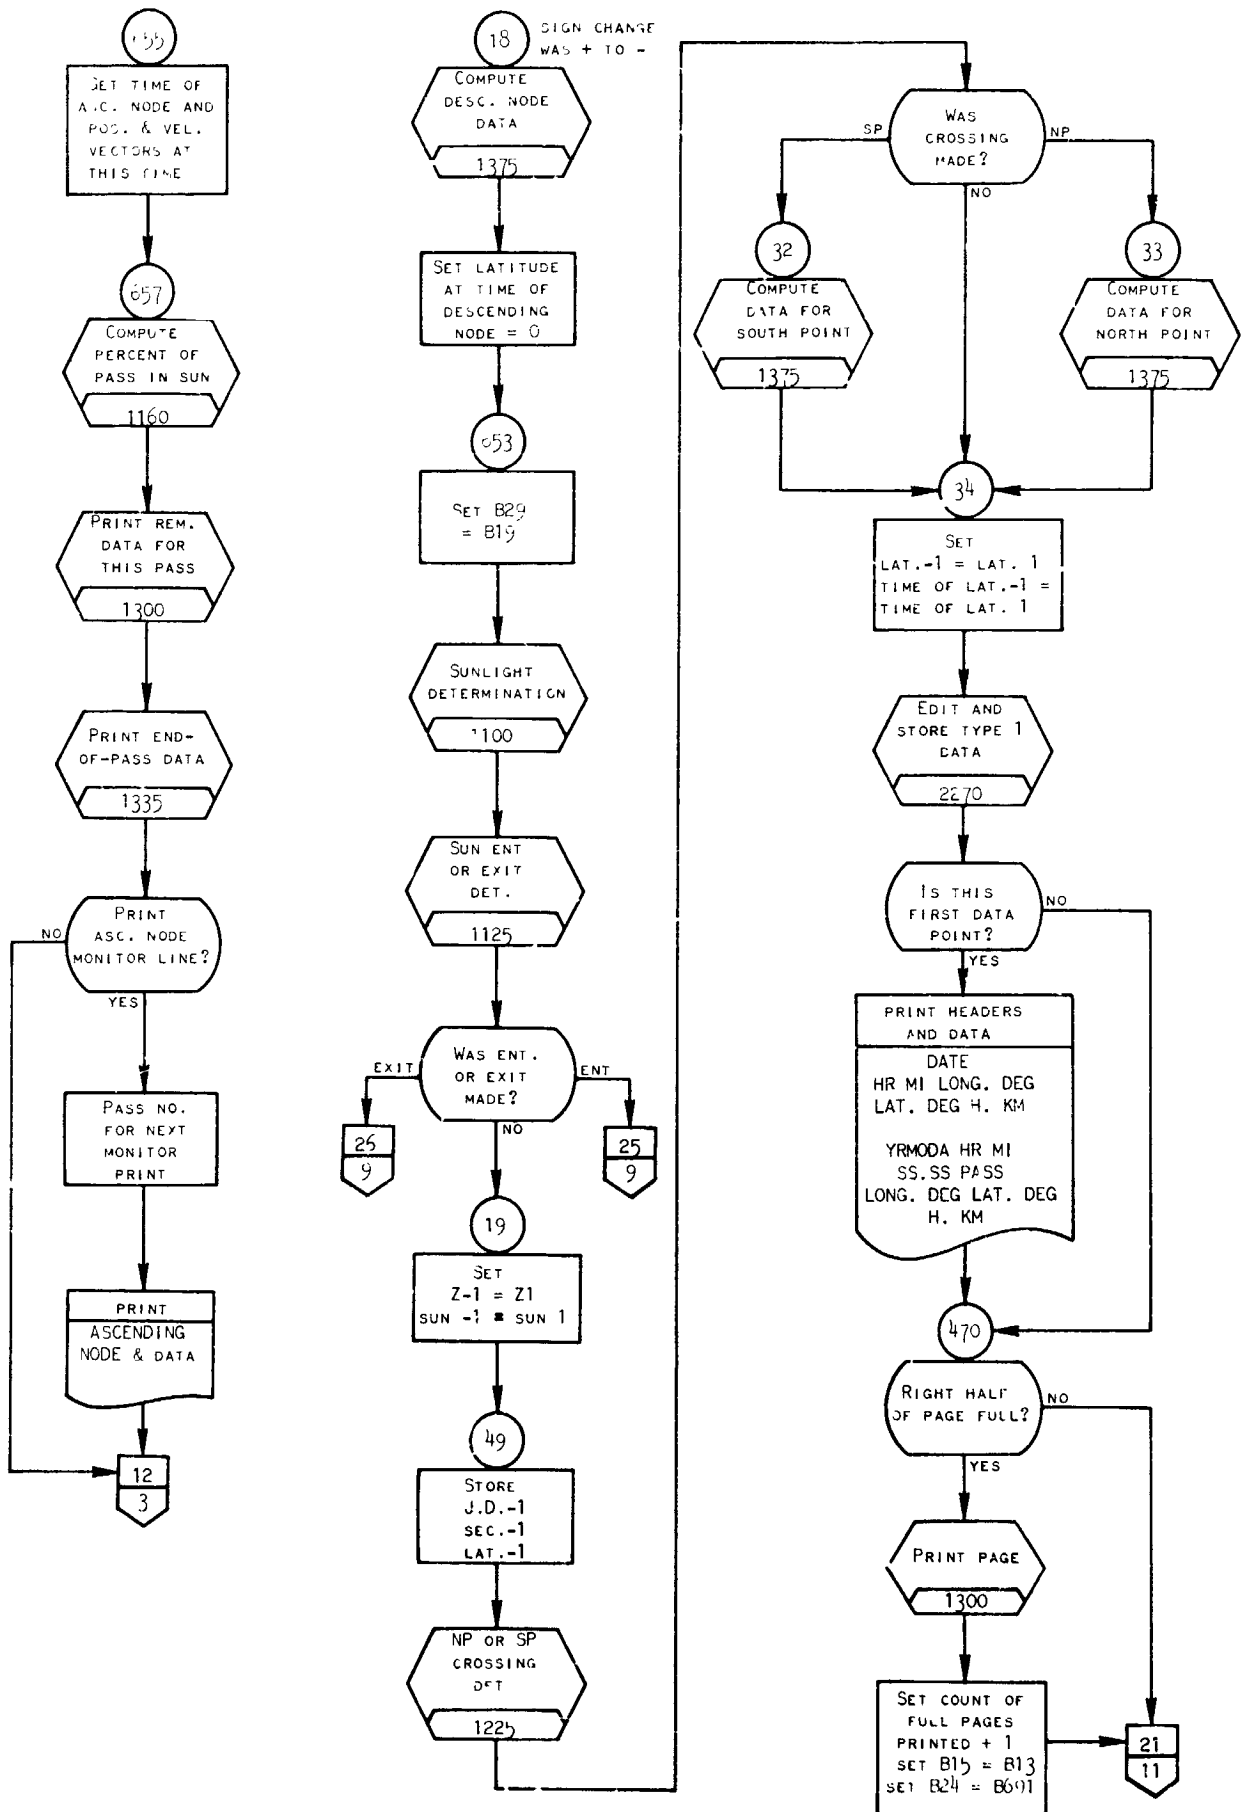 SET TIME OF
ASC. NODE AND
POS. & VEL.
VECTORS AT
THIS TIME
657
COMPUTE
PERCENT OF
PASS IN SUN
1160
PRINT REM.
DATA FOR
THIS PASS
1300
PRINT END-
OF-PASS DATA
1335
PRINT
ASC. NODE
MONITOR LINE?
NO
YES
PASS NO.
FOR NEXT
MONITOR
PRINT
PRINT
ASCENDING
NODE & DATA
12
3
18
SIGN CHANGE
WAS + TO -
COMPUTE
DESC. NODE
DATA
1375
SET LATITUDE
AT TIME OF
DESCENDING
NODE = 0
653
SET B29
= B19
SUNLIGHT
DETERMINATION
1100
SUN ENT
OR EXIT
DET.
1125
WAS ENT.
OR EXIT
MADE?
EXIT
ENT
NO
26
9
25
9
19
SET
Z-1 = Z1
SUN -1 = SUN 1
49
STORE
J.D.-1
SEC.-1
LAT.-1
NP OR SP
CROSSING
DET
1225
WAS
CROSSING
MADE?
SP
NP
NO
32
COMPUTE
DATA FOR
SOUTH POINT
1375
33
COMPUTE
DATA FOR
NORTH POINT
1375
34
SET
LAT.-1 = LAT. 1
TIME OF LAT.-1 =
TIME OF LAT. 1
EDIT AND
STORE TYPE 1
DATA
2270
IS THIS
FIRST DATA
POINT?
NO
YES
PRINT HEADERS
AND DATA
DATE
HR MI LONG. DEG
LAT. DEG H. KM
YRMODA HR MI
SS.SS PASS
LONG. DEG LAT. DEG
H. KM
470
RIGHT HALF
OF PAGE FULL?
NO
YES
PRINT PAGE
1300
SET COUNT OF
FULL PAGES
PRINTED + 1
SET B15 = B13
SET B24 = B691
21
11